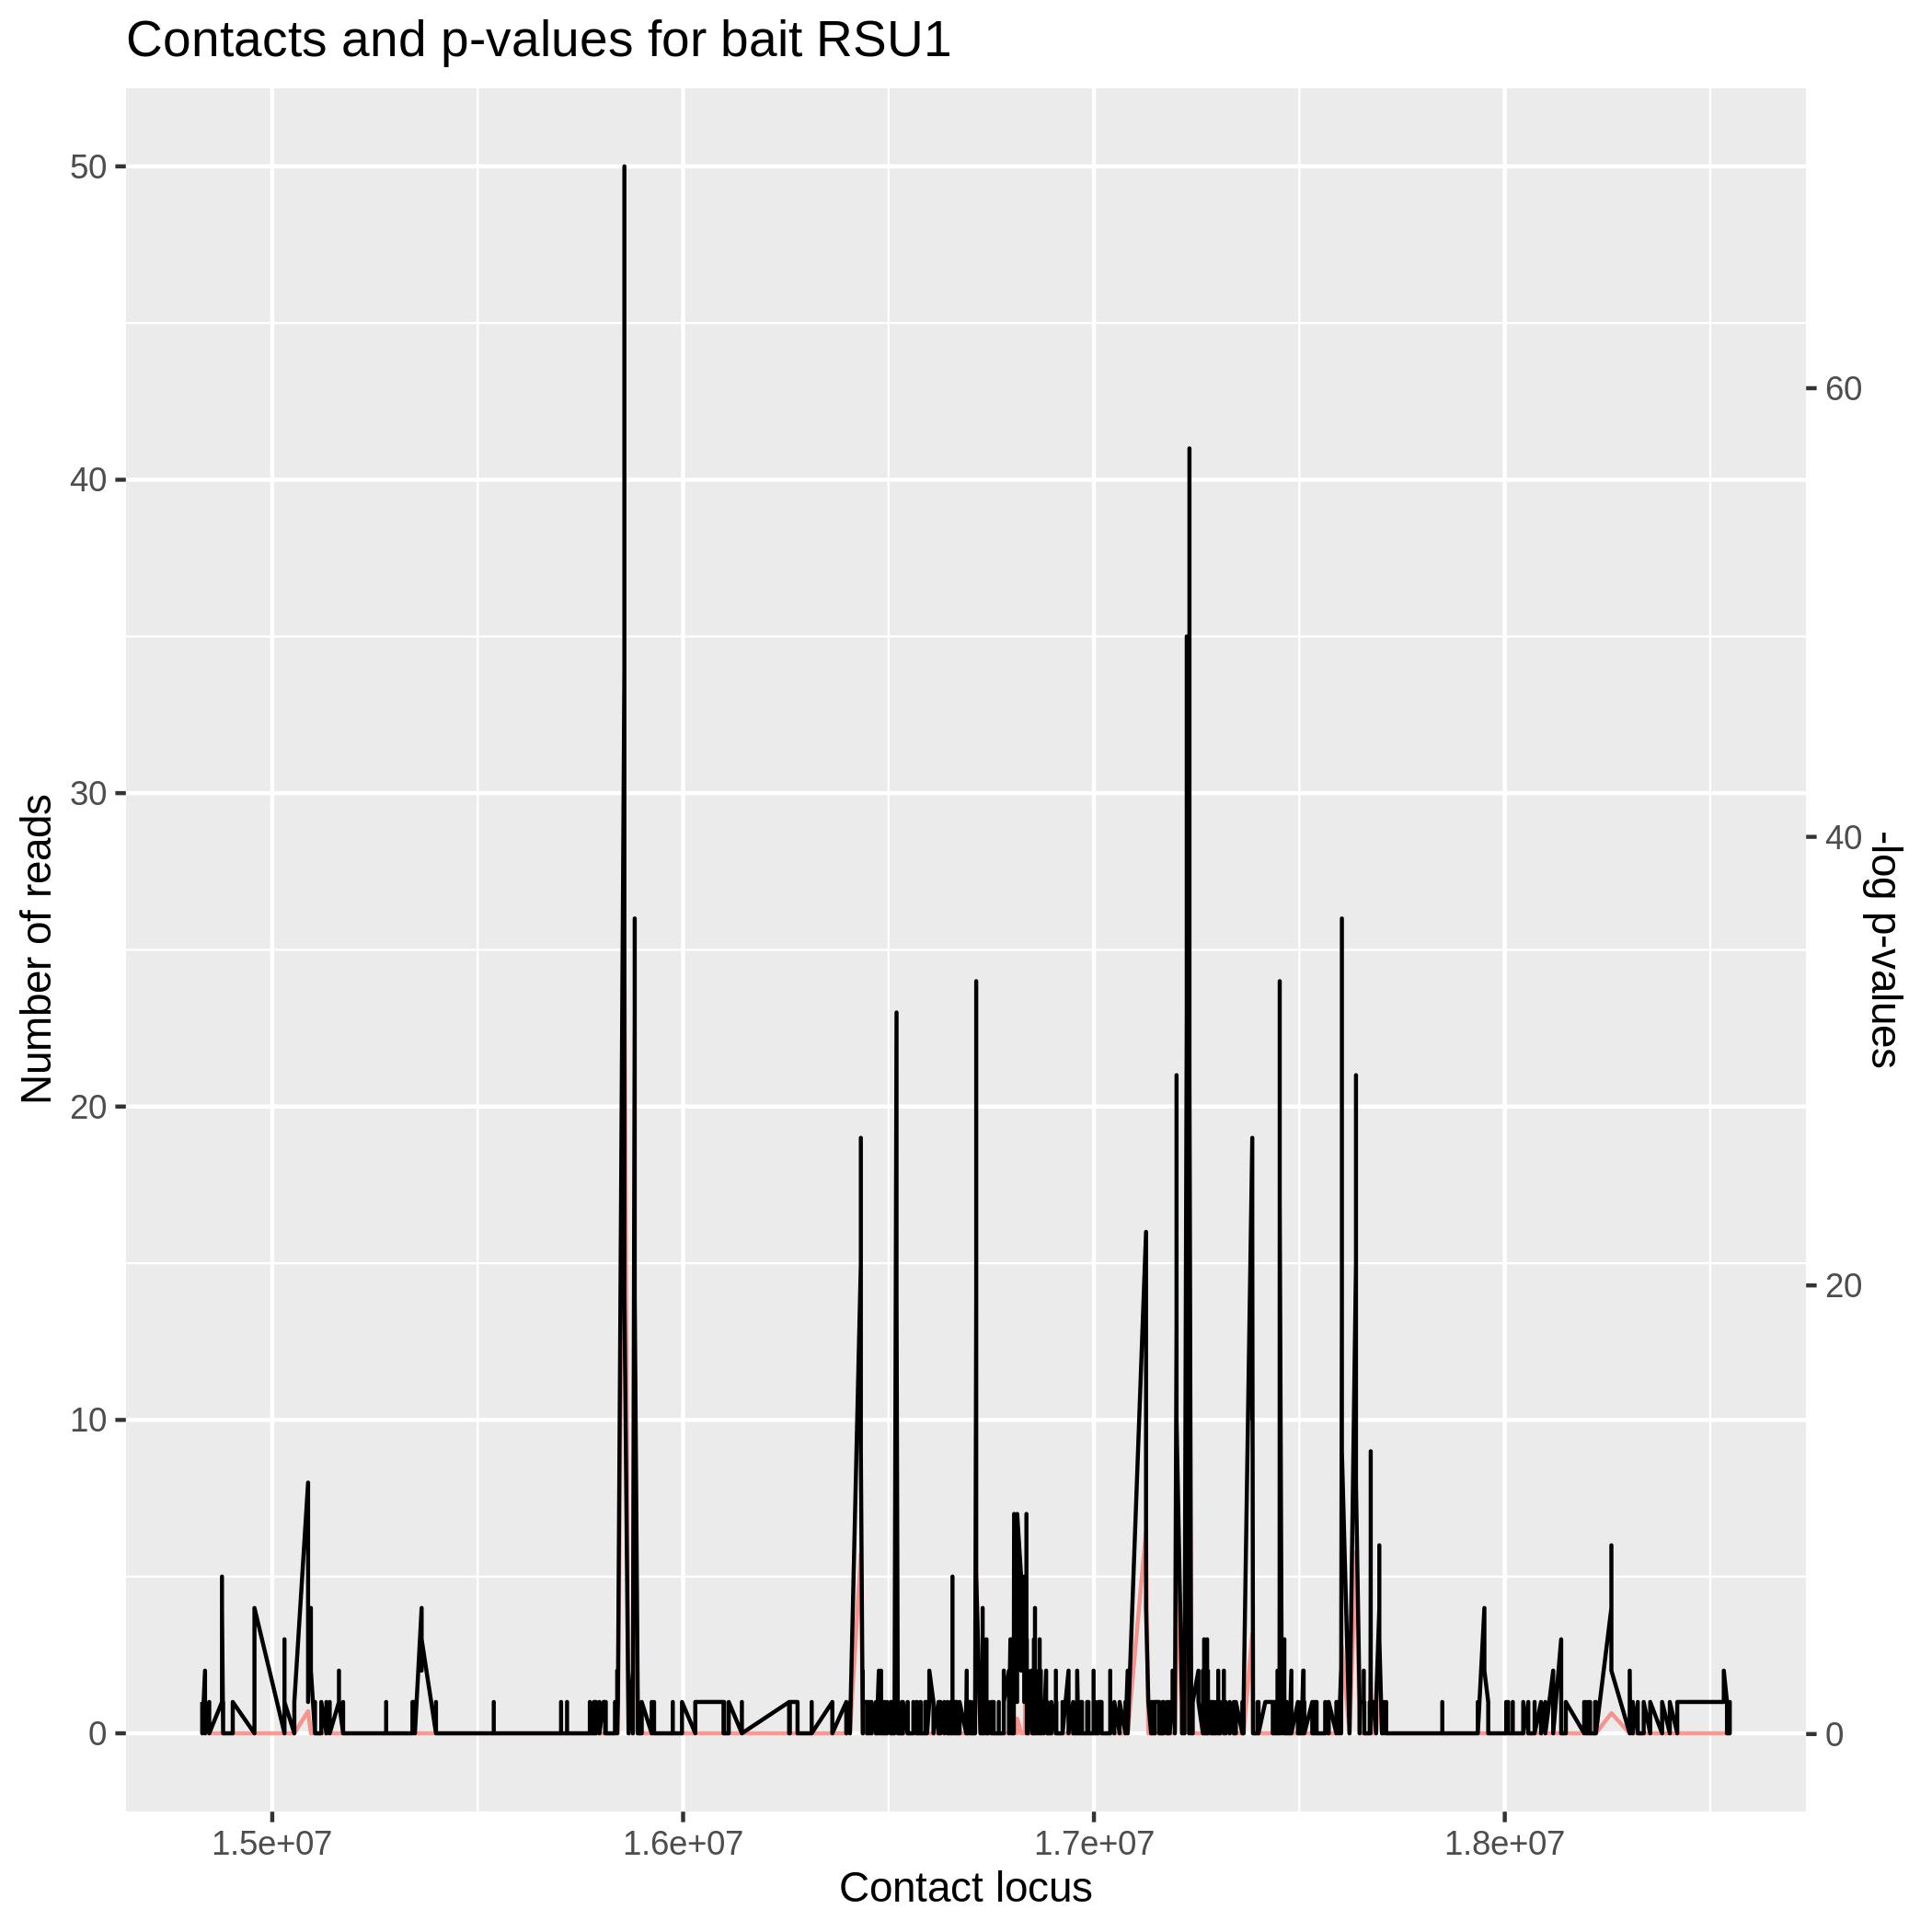 Contacts and p-values for bait RSU1
50
40
30
20
10
0
Number of reads
60
40
20
0
-log p-values
1.5e+07
1.6e+07
1.7e+07
1.8e+07
Contact locus